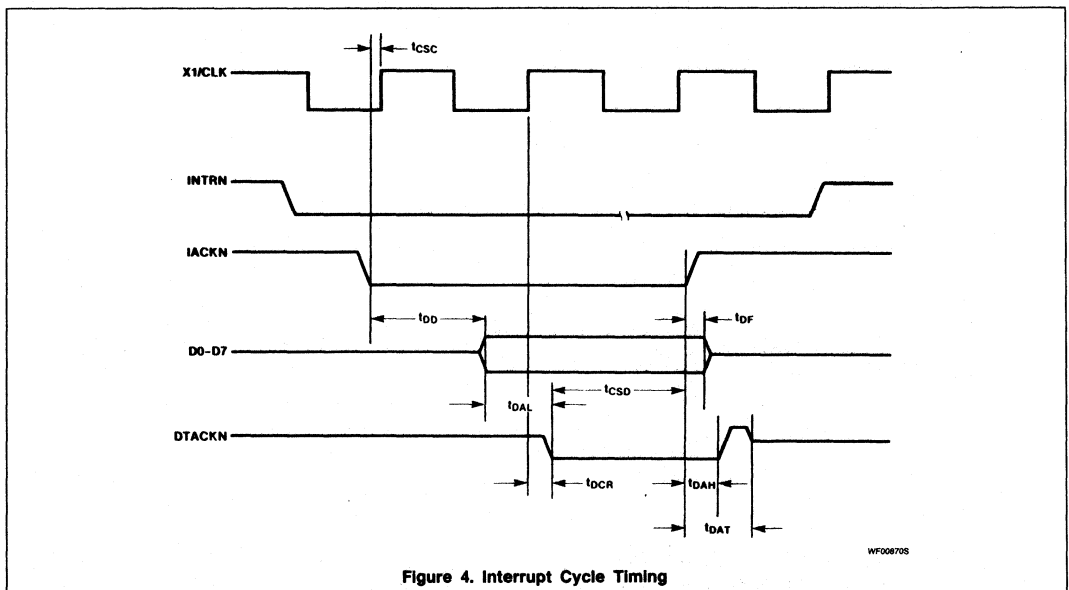 tCSC
X1/CLK
INTRN
IACKN
tDD
tDF
D0-D7
tCSD
tDAL
DTACKN
tDCR
tDAH
tDAT
WF00870S
Figure 4. Interrupt Cycle Timing